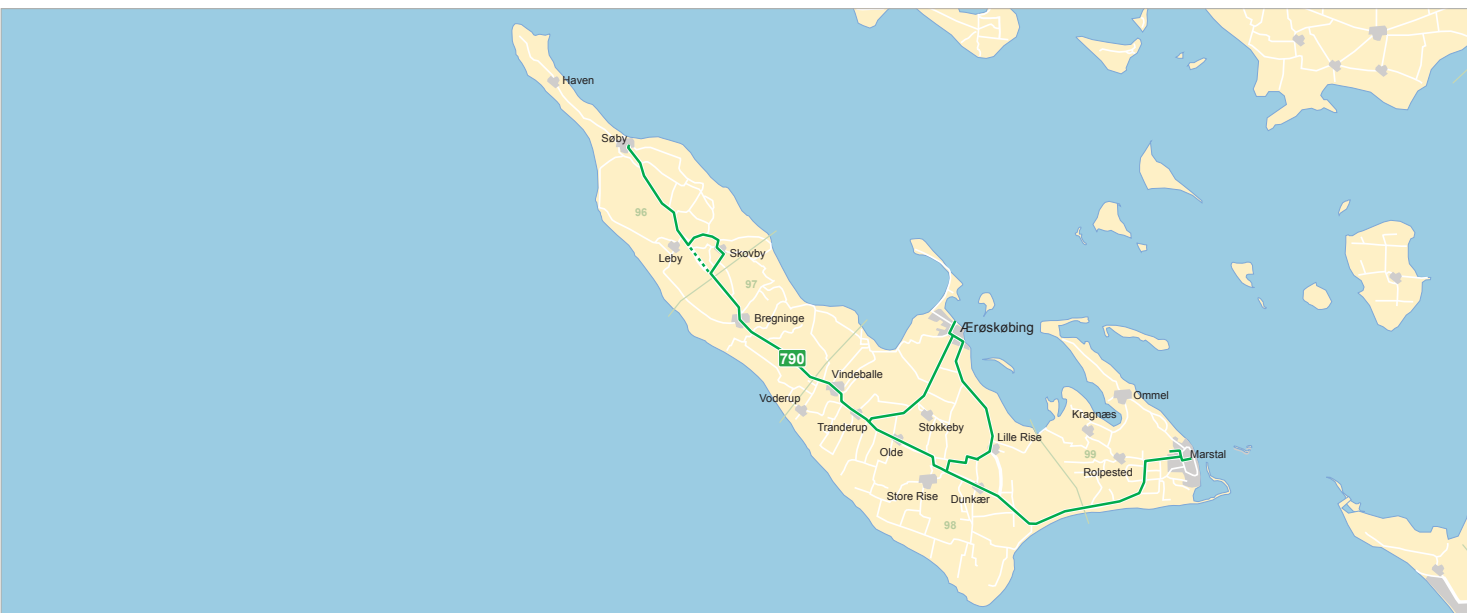 Haven
Søby
96
Skovby
Leby
97
Bregninge
Ærøskøbing
790
Vindeballe
Voderup
Ommel
Kragnæs
Tranderup
Stokkeby
Lille Rise
Olde
99
Marstal
Rolpested
Store Rise
Dunkær
98